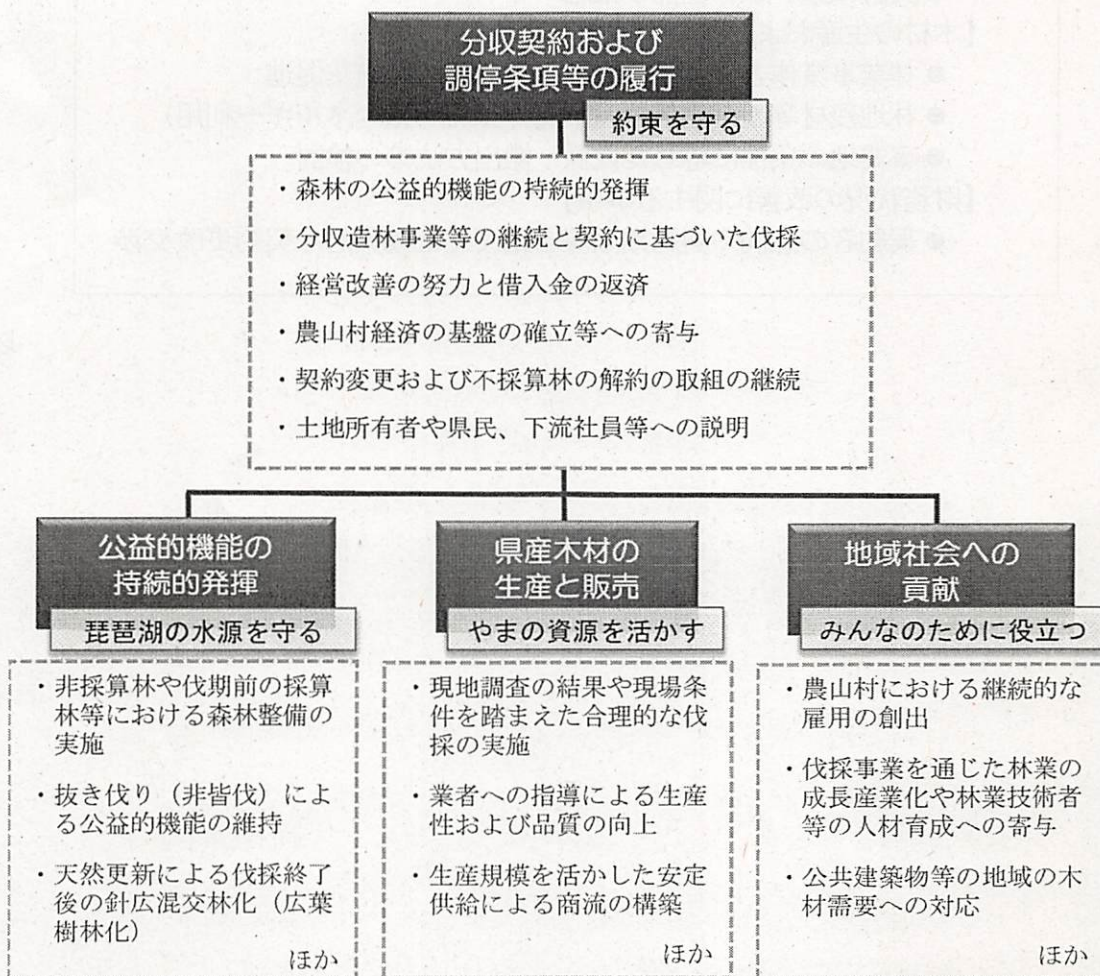 分収契約および
調停条項等の履行
約束を守る
・森林の公益的機能の持続的発揮
・分収造林事業等の継続と契約に基づいた伐採
・経営改善の努力と借入金の返済
・農山村経済の基盤の確立等への寄与
・契約変更および不採算林の解約の取組の継続
・土地所有者や県民、下流社員等への説明
公益的機能の
持続的発揮
琵琶湖の水源を守る
・非採算林や伐期前の採算
林等における森林整備の
実施
・抜き伐り（非皆伐）によ
る公益的機能の維持
・天然更新による伐採終了
後の針広混交林化（広葉
樹林化）
ほか
県産木材の
生産と販売
やまの資源を活かす
・現地調査の結果や現場条
件を踏まえた合理的な伐
採の実施
・業者への指導による生産
性および品質の向上
・生産規模を活かした安定
供給による商流の構築
ほか
地域社会への
貢献
みんなのために役立つ
・農山村における継続的な
雇用の創出
・伐採事業を通じた林業の
成長産業化や林業技術者
等の人材育成への寄与
・公共建築物等の地域の木
材需要への対応
ほか